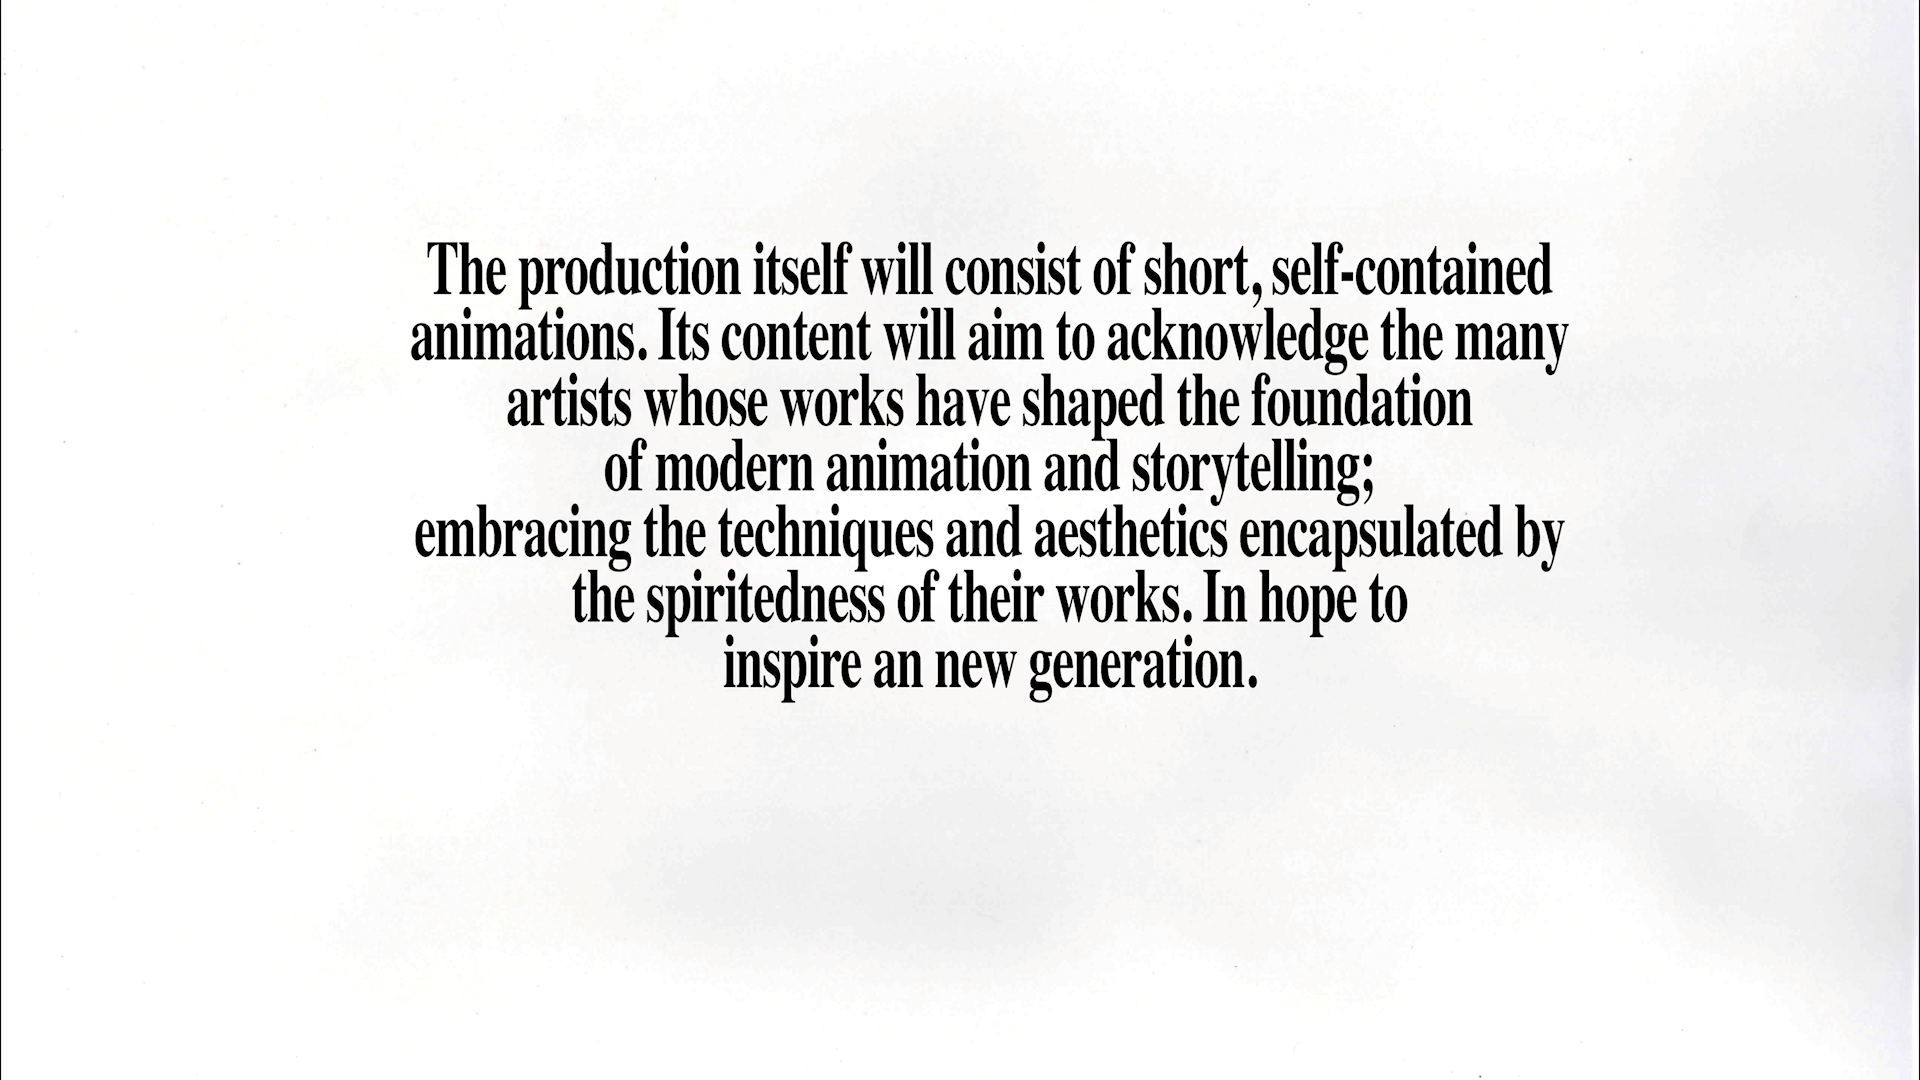 The production itself will consist of short, self-contained
animations. Its content will aim to acknowledge the many
artists whose works have shaped the foundation
of modern animation and storytelling;
embracing the techniques and aesthetics encapsulated by
the spiritedness of their works. In hope to
inspire an new generation.